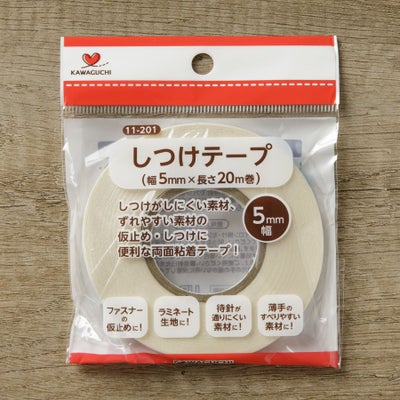 KAWAGUCHI
11-201
しつけテープ
(幅5mm×長さ20m巻)
しつけがしにくい素材、
ずれやすい素材の
仮止め・しつけに
便利な両面粘着テープ！
5mm
幅
ファスナー
の
仮止めに！
ラミネート
生地に！
待針が
通りにくい
素材に！
薄手の
すべりやすい
素材に！
KAWAGUCHI